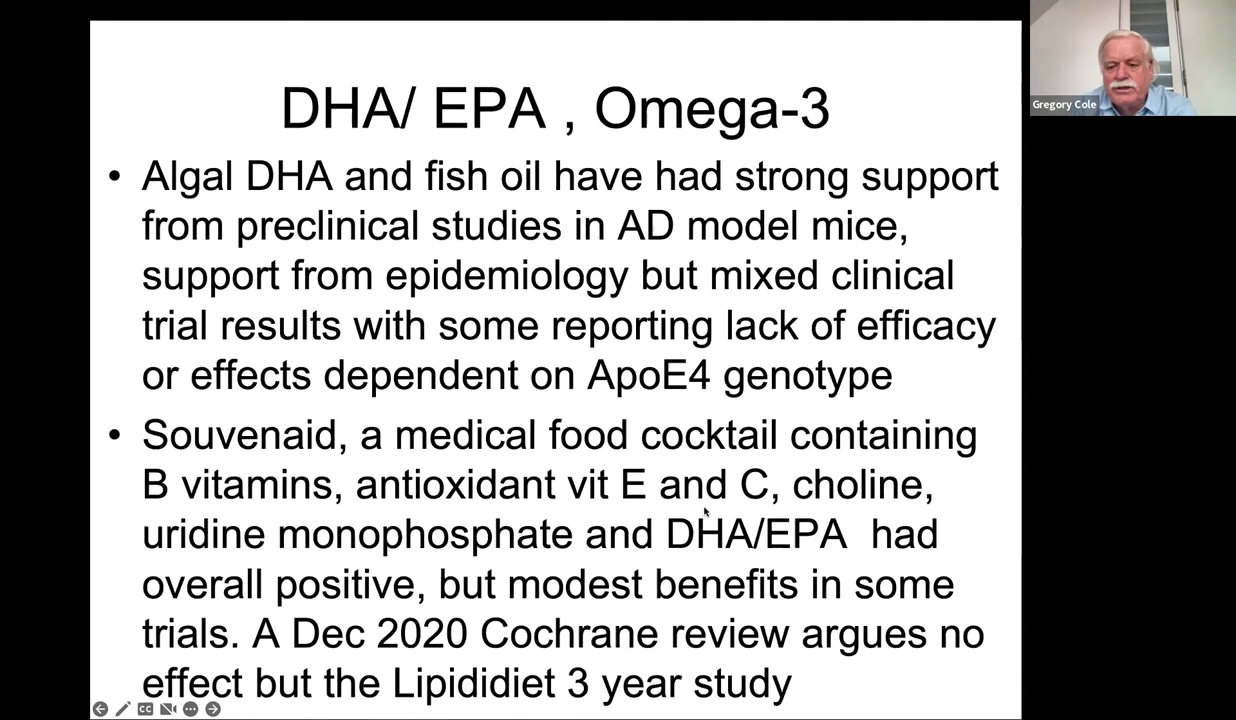 DHA/ EPA , Omega-3
• Algal DHA and fish oil have had strong support
from preclinical studies in AD model mice,
support from epidemiology but mixed clinical
trial results with some reporting lack of efficacy
or effects dependent on ApoE4 genotype
• Souvenaid, a medical food cocktail containing
B vitamins, antioxidant vit E and C, choline,
uridine monophosphate and DHA/EPA  had
overall positive, but modest benefits in some
trials. A Dec 2020 Cochrane review argues no
effect but the Lipididiet 3 year study
Gregory Cole
CC